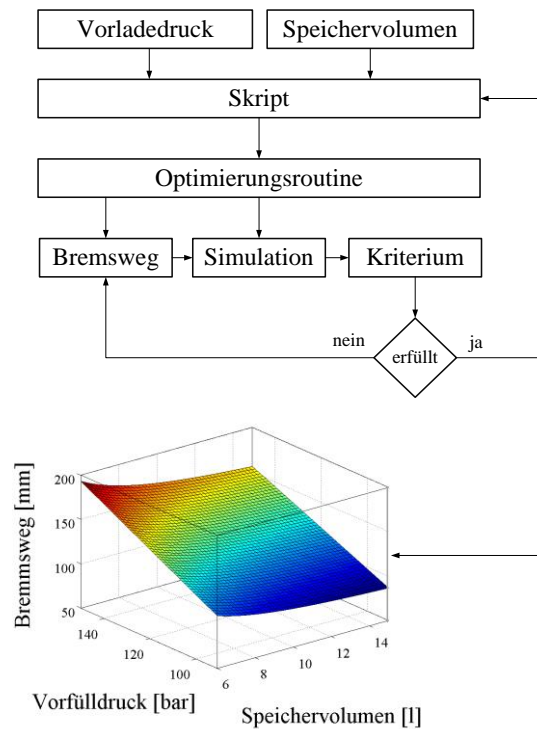 Vorladedruck
Speichervolumen
Skript
Optimierungsroutine
Bremsweg
Simulation
Kriterium
nein
erfüllt
ja
Bremmsweg [mm]
200
150
100
50
140
120
100
6
8
10
12
14
Vorfülldruck [bar]
Speichervolumen [l]